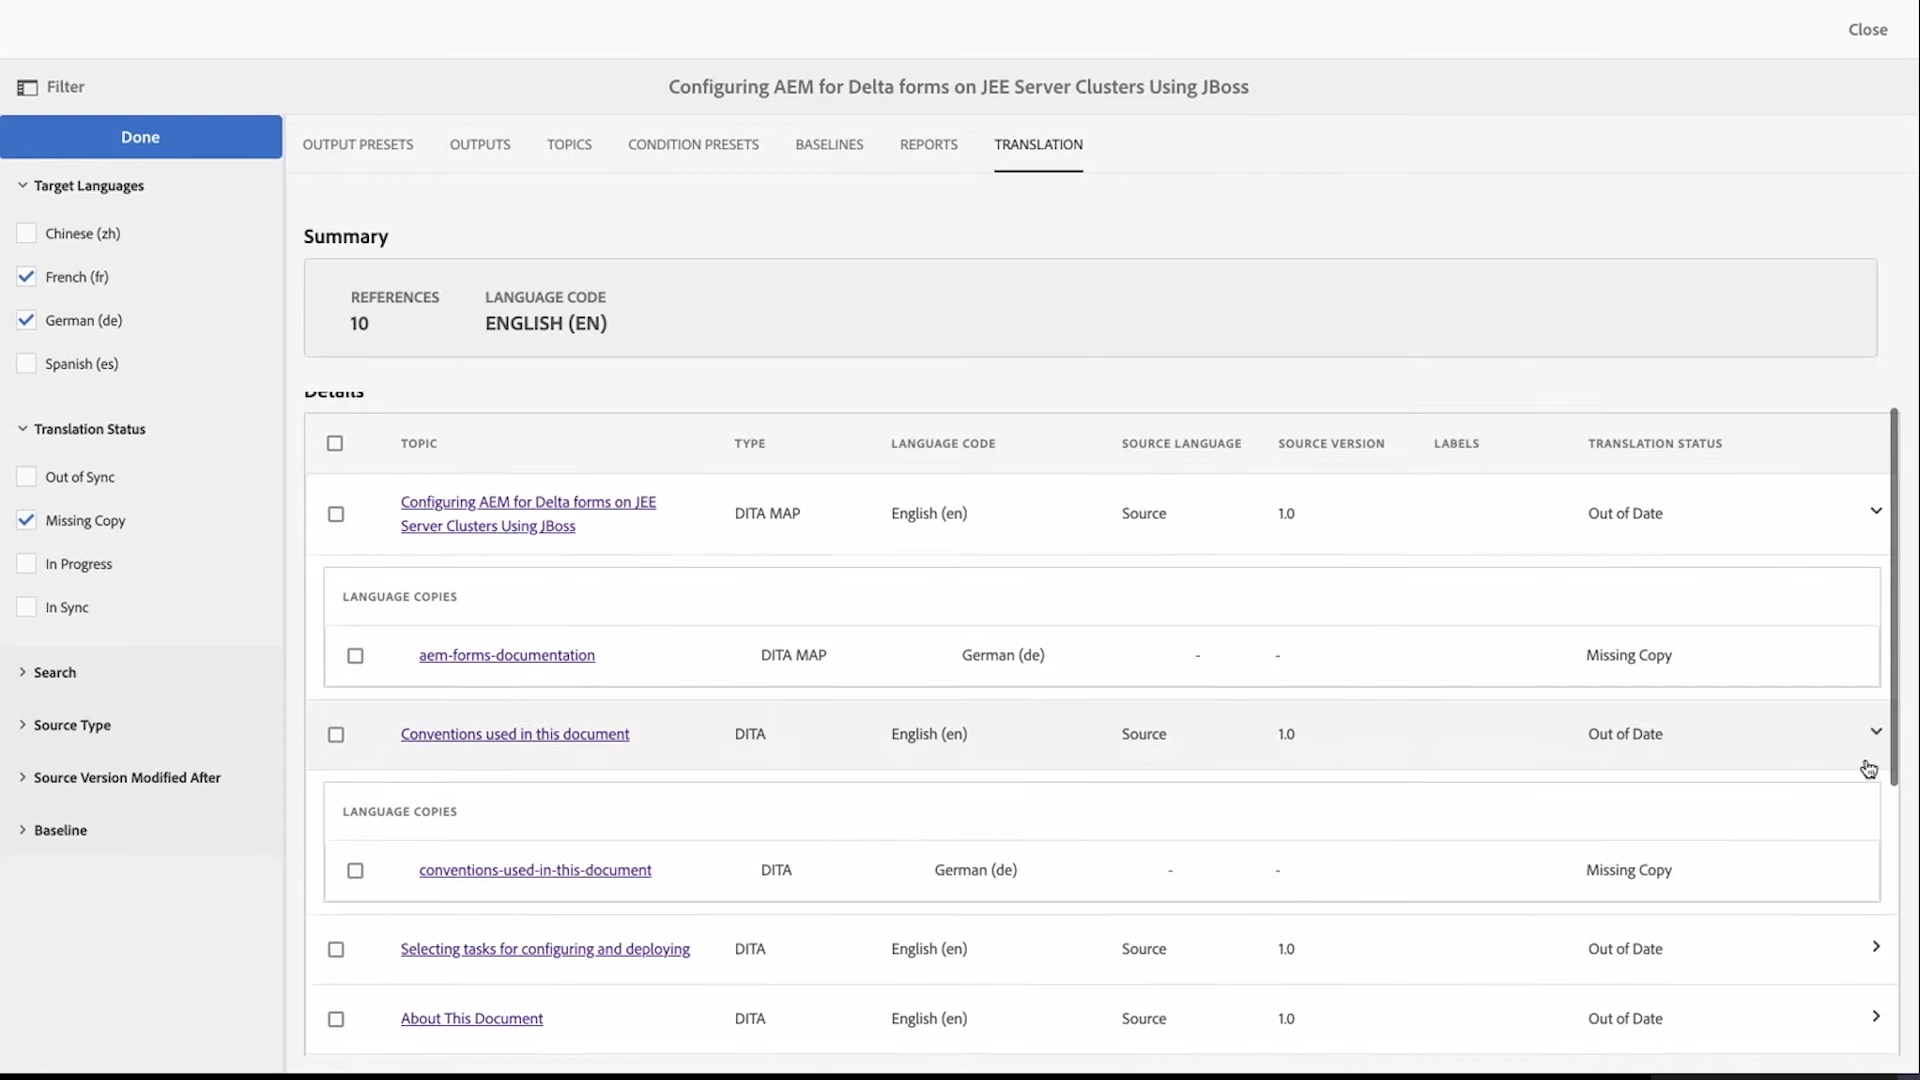 Close
Filter
Configuring AEM for Delta forms on JEE Server Clusters Using JBoss
Done
OUTPUT PRESETS OUTPUTS TOPICS CONDITION PRESETS BASELINES REPORTS TRANSLATION
Target Languages
Chinese (zh)
French (fr)
German (de)
Spanish (es)
Translation Status
Out of Sync
Missing Copy
In Progress
In Sync
Search
Source Type
Source Version Modified After
Baseline
Summary
REFERENCES LANGUAGE CODE
10 ENGLISH (EN)
Details
TOPIC TYPE LANGUAGE CODE SOURCE LANGUAGE SOURCE VERSION LABELS TRANSLATION STATUS
Configuring AEM for Delta forms on JEE
Server Clusters Using JBoss DITA MAP English (en) Source 1.0 Out of Date
LANGUAGE COPIES
aem-forms-documentation DITA MAP German (de) - - Missing Copy
Conventions used in this document DITA English (en) Source 1.0 Out of Date
LANGUAGE COPIES
conventions-used-in-this-document DITA German (de) - - Missing Copy
Selecting tasks for configuring and deploying DITA English (en) Source 1.0 Out of Date
About This Document DITA English (en) Source 1.0 Out of Date